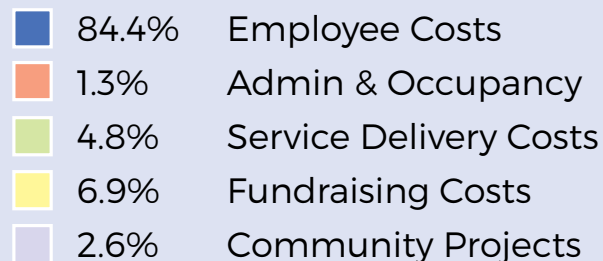 84.4% Employee Costs
1.3% Admin & Occupancy
4.8% Service Delivery Costs
6.9% Fundraising Costs
2.6% Community Projects